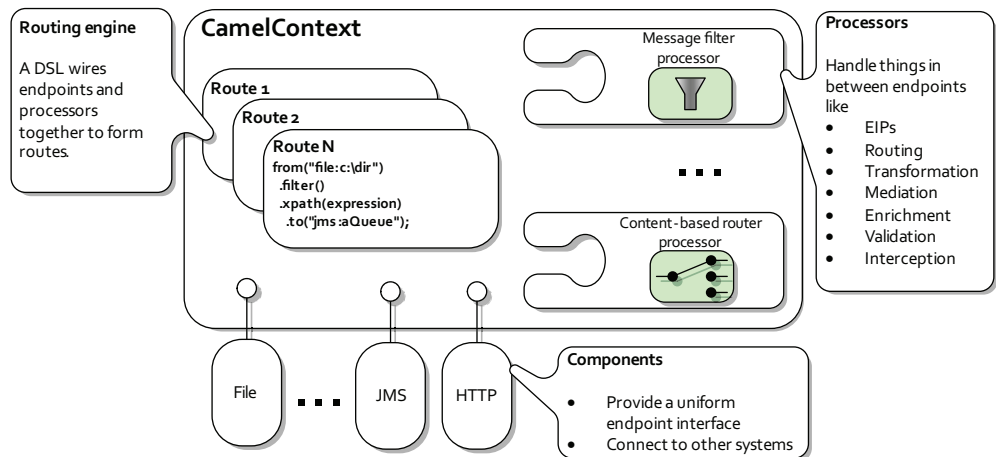 Routing engine
A DSL wires
endpoints and
processors
together to form
routes.
CamelContext
Route 1
Route 2
Route N
from("file:c:\dir")
.filter()
.xpath(expression)
.to("jms:aQueue");
Message filter
processor
Content-based router
processor
Processors
Handle things in
between endpoints
like
• EIPs
• Routing
• Transformation
• Mediation
• Enrichment
• Validation
• Interception
File
JMS
HTTP
Components
• Provide a uniform
endpoint interface
• Connect to other systems